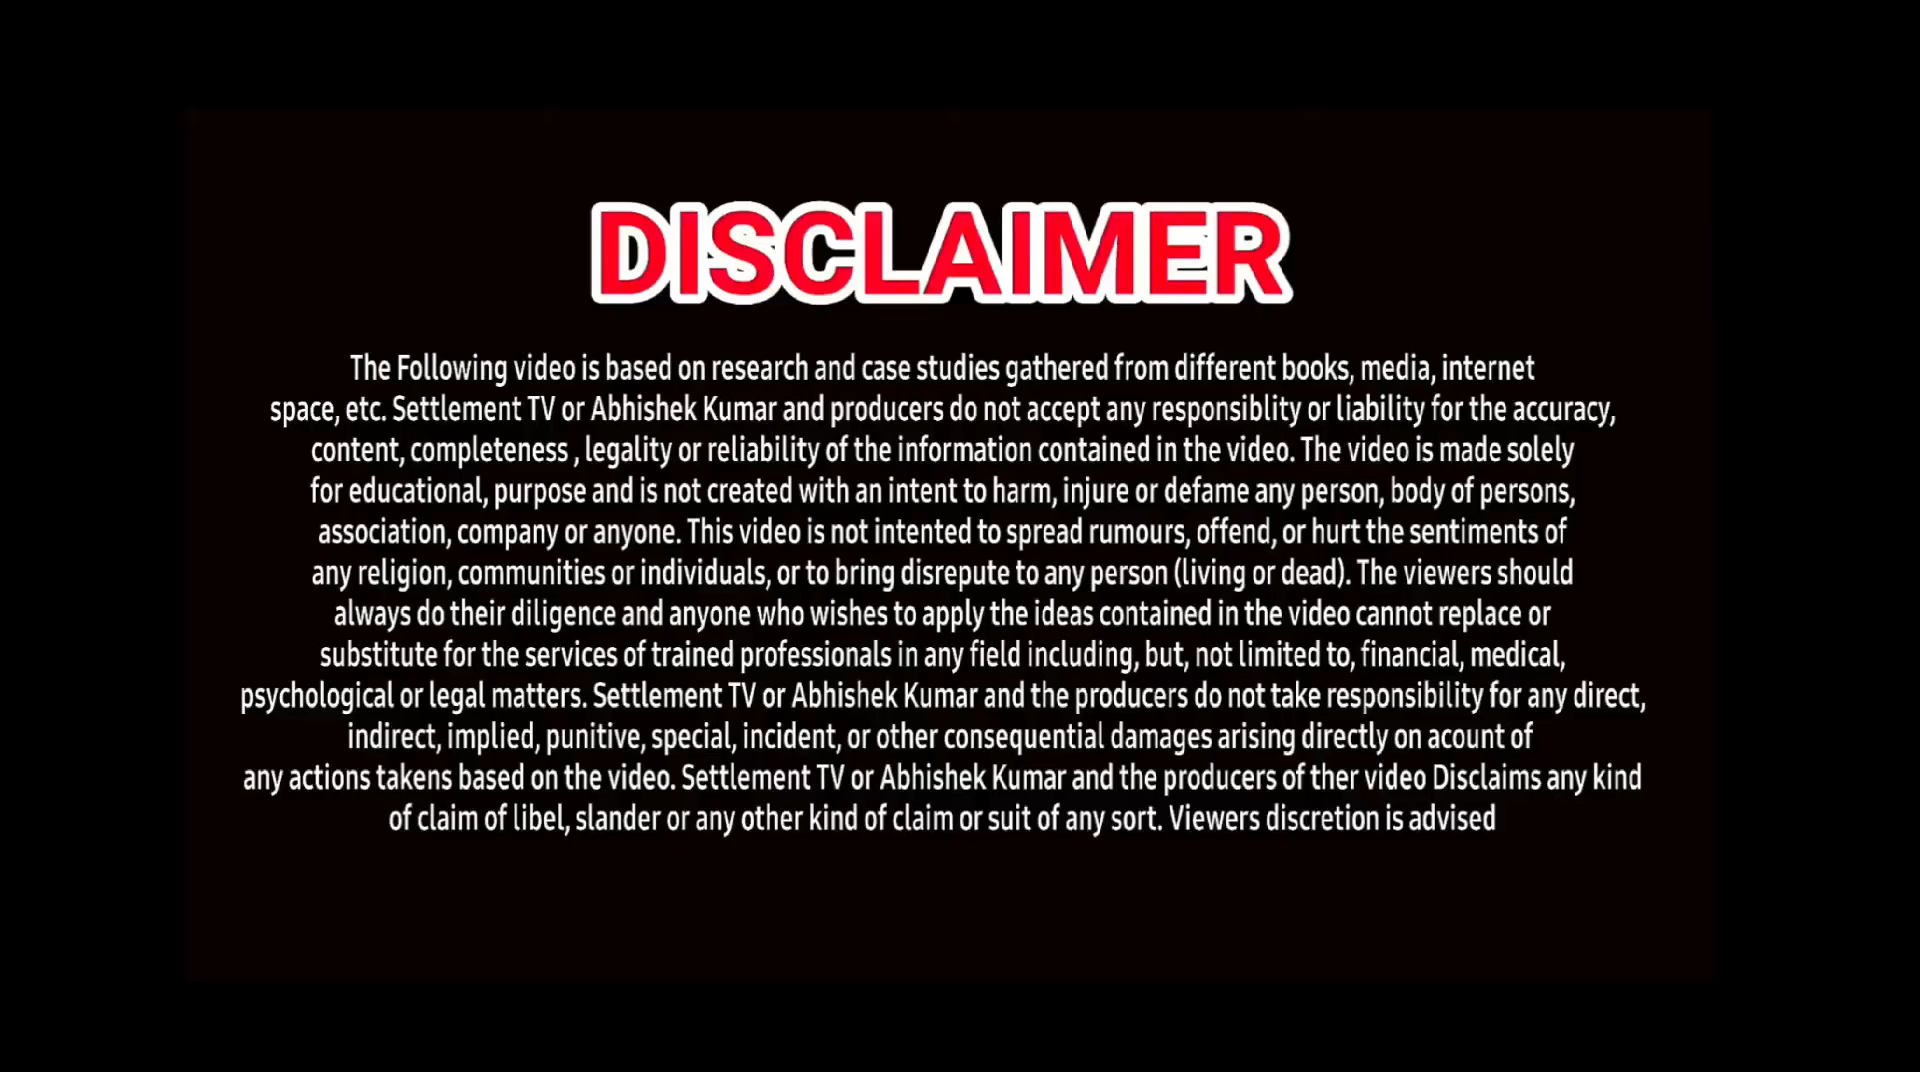 DISCLAIMER
The Following video is based on research and case studies gathered from different books, media, internet
space, etc. Settlement TV or Abhishek Kumar and producers do not accept any responsiblity or liability for the accuracy,
content, completeness , legality or reliability of the information contained in the video. The video is made solely
for educational, purpose and is not created with an intent to harm, injure or defame any person, body of persons,
association, company or anyone. This video is not intented to spread rumours, offend, or hurt the sentiments of
any religion, communities or individuals, or to bring disrepute to any person (living or dead). The viewers should
always do their diligence and anyone who wishes to apply the ideas contained in the video cannot replace or
substitute for the services of trained professionals in any field including, but, not limited to, financial, medical,
psychological or legal matters. Settlement TV or Abhishek Kumar and the producers do not take responsibility for any direct,
indirect, implied, punitive, special, incident, or other consequential damages arising directly on acount of
any actions takens based on the video. Settlement TV or Abhishek Kumar and the producers of ther video Disclaims any kind
of claim of libel, slander or any other kind of claim or suit of any sort. Viewers discretion is advised